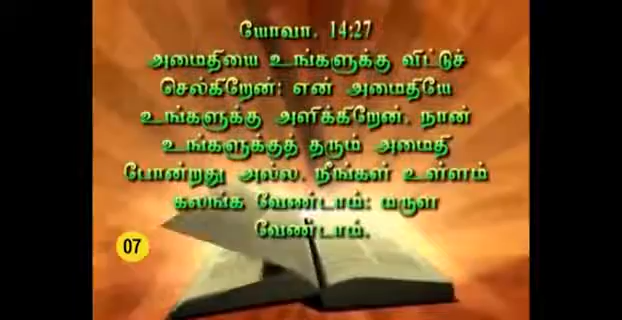 யோவா. 14:27
அமைதியை உங்களுக்கு விட்டுச்
செல்கிறேன்; என் அமைதியே
உங்களுக்கு அளிக்கிறேன். நான்
உங்களுக்குத் தரும் அமைதி
போன்றது அல்ல. நீங்கள் உள்ளம்
கலங்க வேண்டாம்; மருள
வேண்டாம்.
07